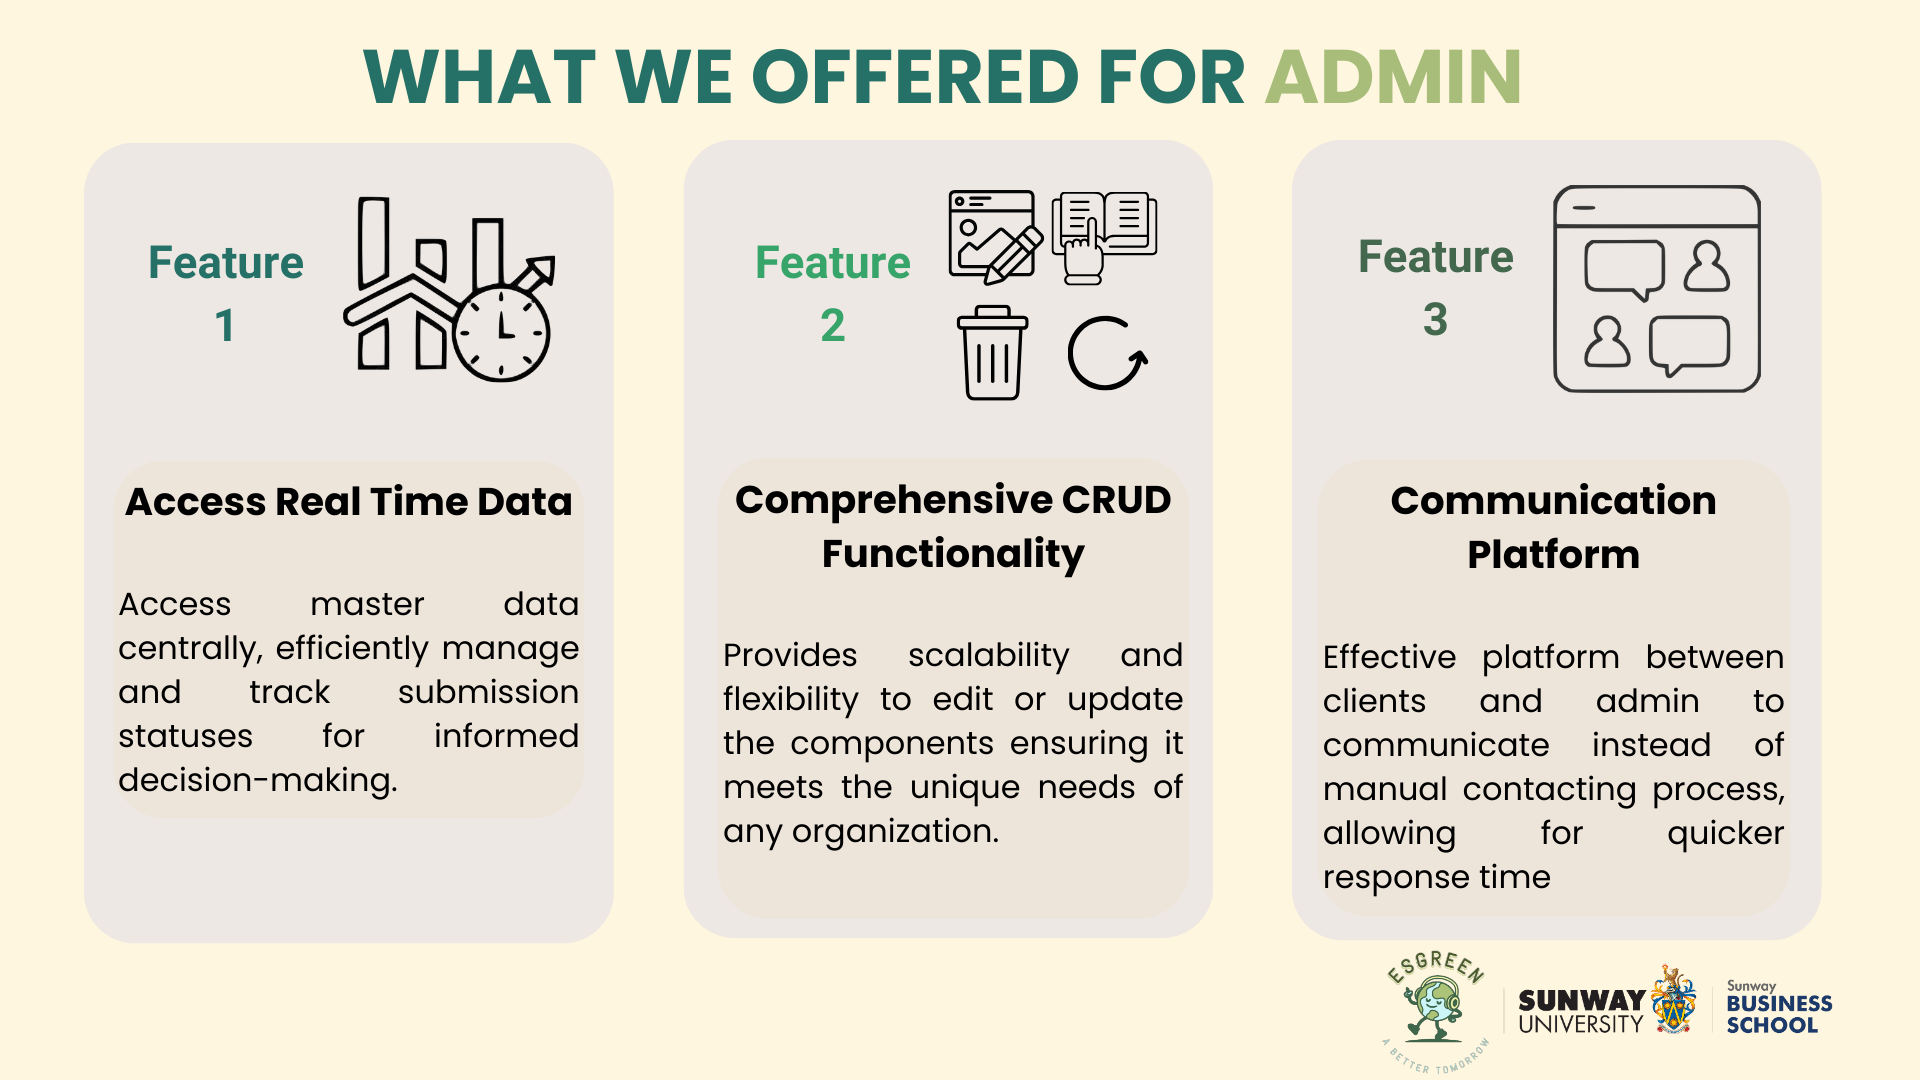 WHAT WE OFFERED FOR ADMIN
Feature
1
Access Real Time Data
Access master data
centrally, efficiently manage
and track submission
statuses for informed
decision-making.
Feature
2
Comprehensive CRUD
Functionality
Provides scalability and
flexibility to edit or update
the components ensuring it
meets the unique needs of
any organization.
Feature
3
Communication
Platform
Effective platform between
clients and admin to
communicate instead of
manual contacting process,
allowing for quicker
response time
ESGREEN
A BETTER TOMORROW
SUNWAY
UNIVERSITY
Sunway
BUSINESS
SCHOOL